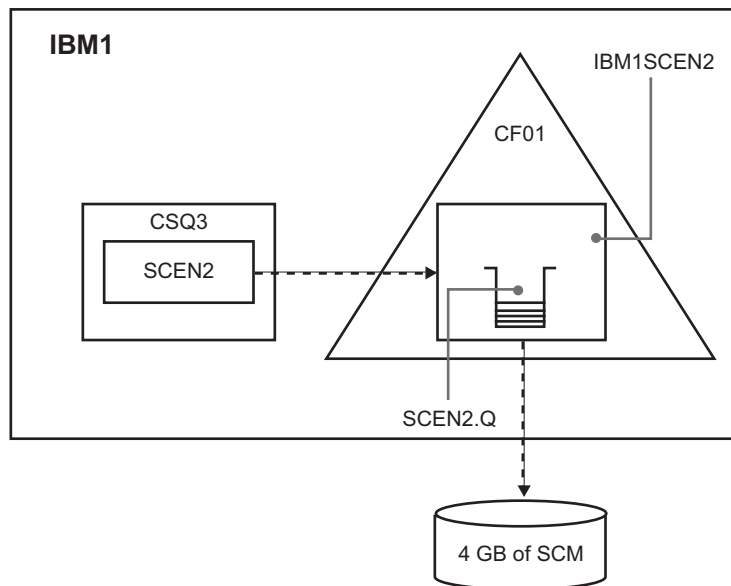 IBM1
IBM1SCEN2
CF01
CSQ3
SCEN2
SCEN2.Q
4 GB of SCM